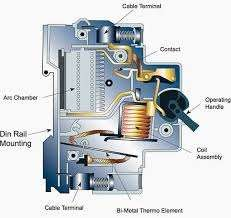 Cable Terminal
Contact
Arc Chamber
Operating
Handle
Din Rail
Mounting
Coil
Assembly
Cable Terminal
Bi-Metal Thermo Element